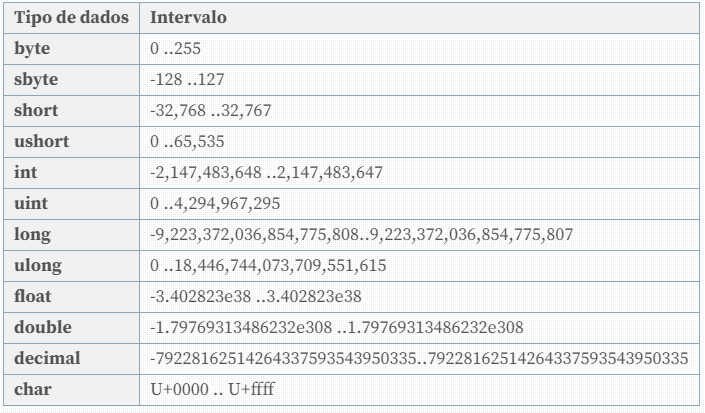 Tipo de dados Intervalo
byte 0 ..255
sbyte -128 ..127
short -32,768 ..32,767
ushort 0 ..65,535
int -2,147,483,648 ..2,147,483,647
uint 0 ..4,294,967,295
long -9,223,372,036,854,775,808..9,223,372,036,854,775,807
ulong 0 ..18,446,744,073,709,551,615
float -3.402823e38 ..3.402823e38
double -1.79769313486232e308 ..1.79769313486232e308
decimal -79228162514264337593543950335..79228162514264337593543950335
char U+0000 .. U+ffff